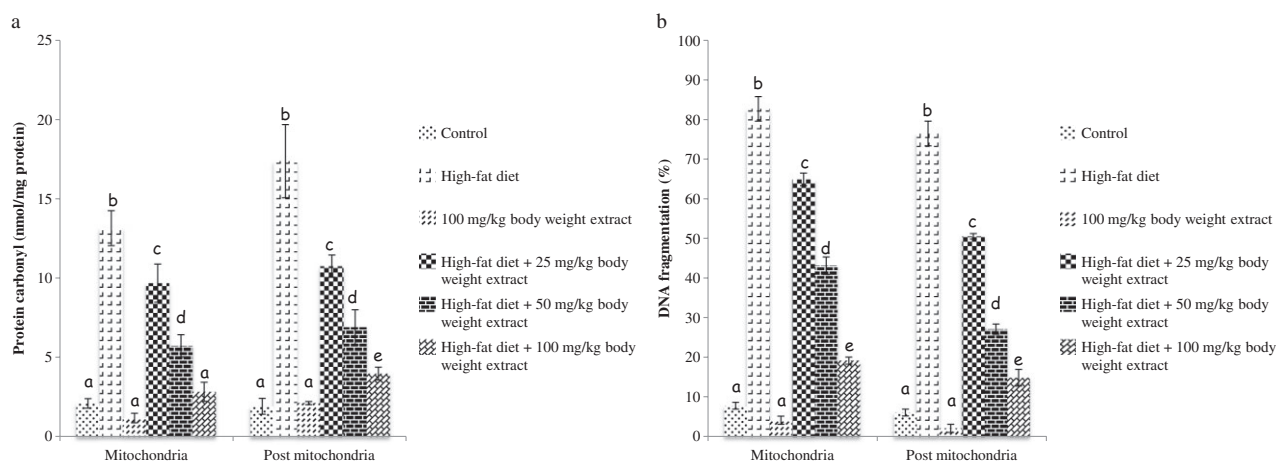 a
Protein carbonyl (nmol/mg protein)
25
20
15
10
5
0
a
b
a
c
d
a
a
b
a
c
d
e
Mitochondria
Post mitochondria
Control
High-fat diet
100 mg/kg body weight extract
High-fat diet + 25 mg/kg body
weight extract
High-fat diet + 50 mg/kg body
weight extract
High-fat diet + 100 mg/kg body
weight extract
b
DNA fragmentation (%)
100
90
80
70
60
50
40
30
20
10
0
a
b
a
c
d
e
a
b
a
c
d
e
Mitochondria
Post mitochondria
Control
High-fat diet
100 mg/kg body weight extract
High-fat diet + 25 mg/kg body
weight extract
High-fat diet + 50 mg/kg body
weight extract
High-fat diet + 100 mg/kg body
weight extract